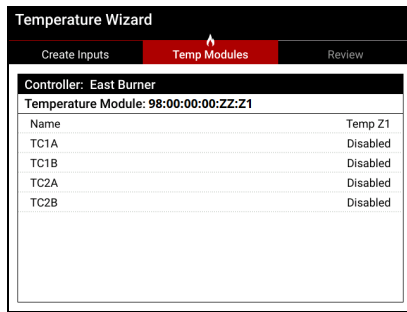 Temperature Wizard
Create Inputs Temp Modules Review
Controller: East Burner
Temperature Module: 98:00:00:00:ZZ:Z1
Name Temp Z1
TC1A Disabled
TC1B Disabled
TC2A Disabled
TC2B Disabled